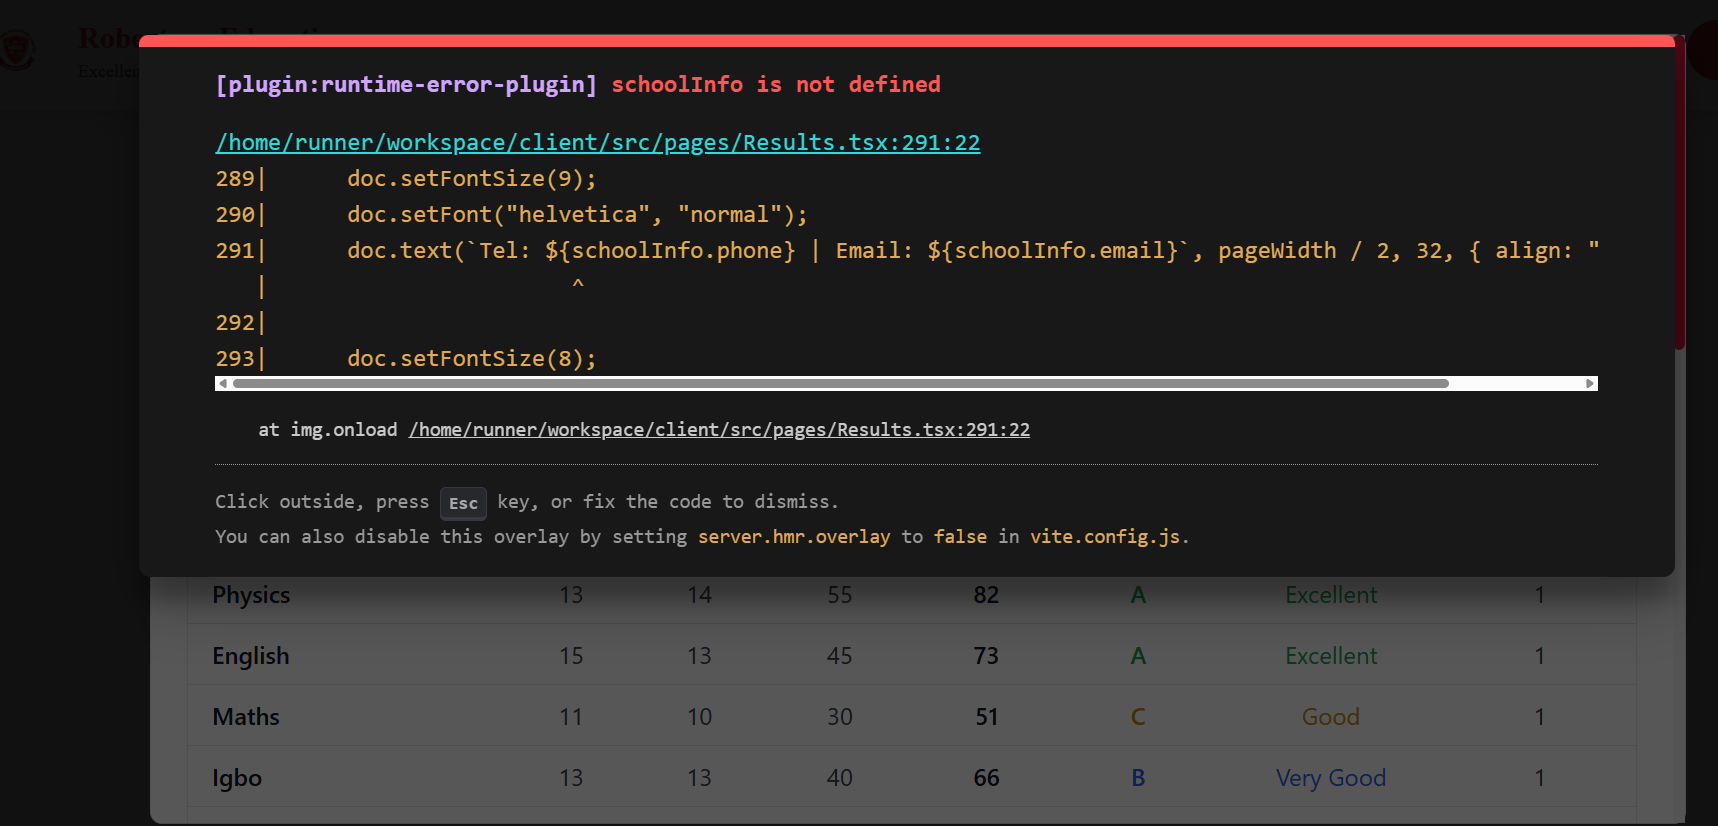 [plugin:runtime-error-plugin] schoolInfo is not defined
/home/runner/workspace/client/src/pages/Results.tsx:291:22
289|      doc.setFontSize(9);
290|      doc.setFont("helvetica", "normal");
291|      doc.text(`Tel: ${schoolInfo.phone} | Email: ${schoolInfo.email}`, pageWidth / 2, 32, { align: "
   |                       ^
292|
293|      doc.setFontSize(8);
at img.onload /home/runner/workspace/client/src/pages/Results.tsx:291:22
Click outside, press Esc key, or fix the code to dismiss.
You can also disable this overlay by setting server.hmr.overlay to false in vite.config.js.
Physics 13 14 55 82 A Excellent 1
English 15 13 45 73 A Excellent 1
Maths 11 10 30 51 C Good 1
Igbo 13 13 40 66 B Very Good 1